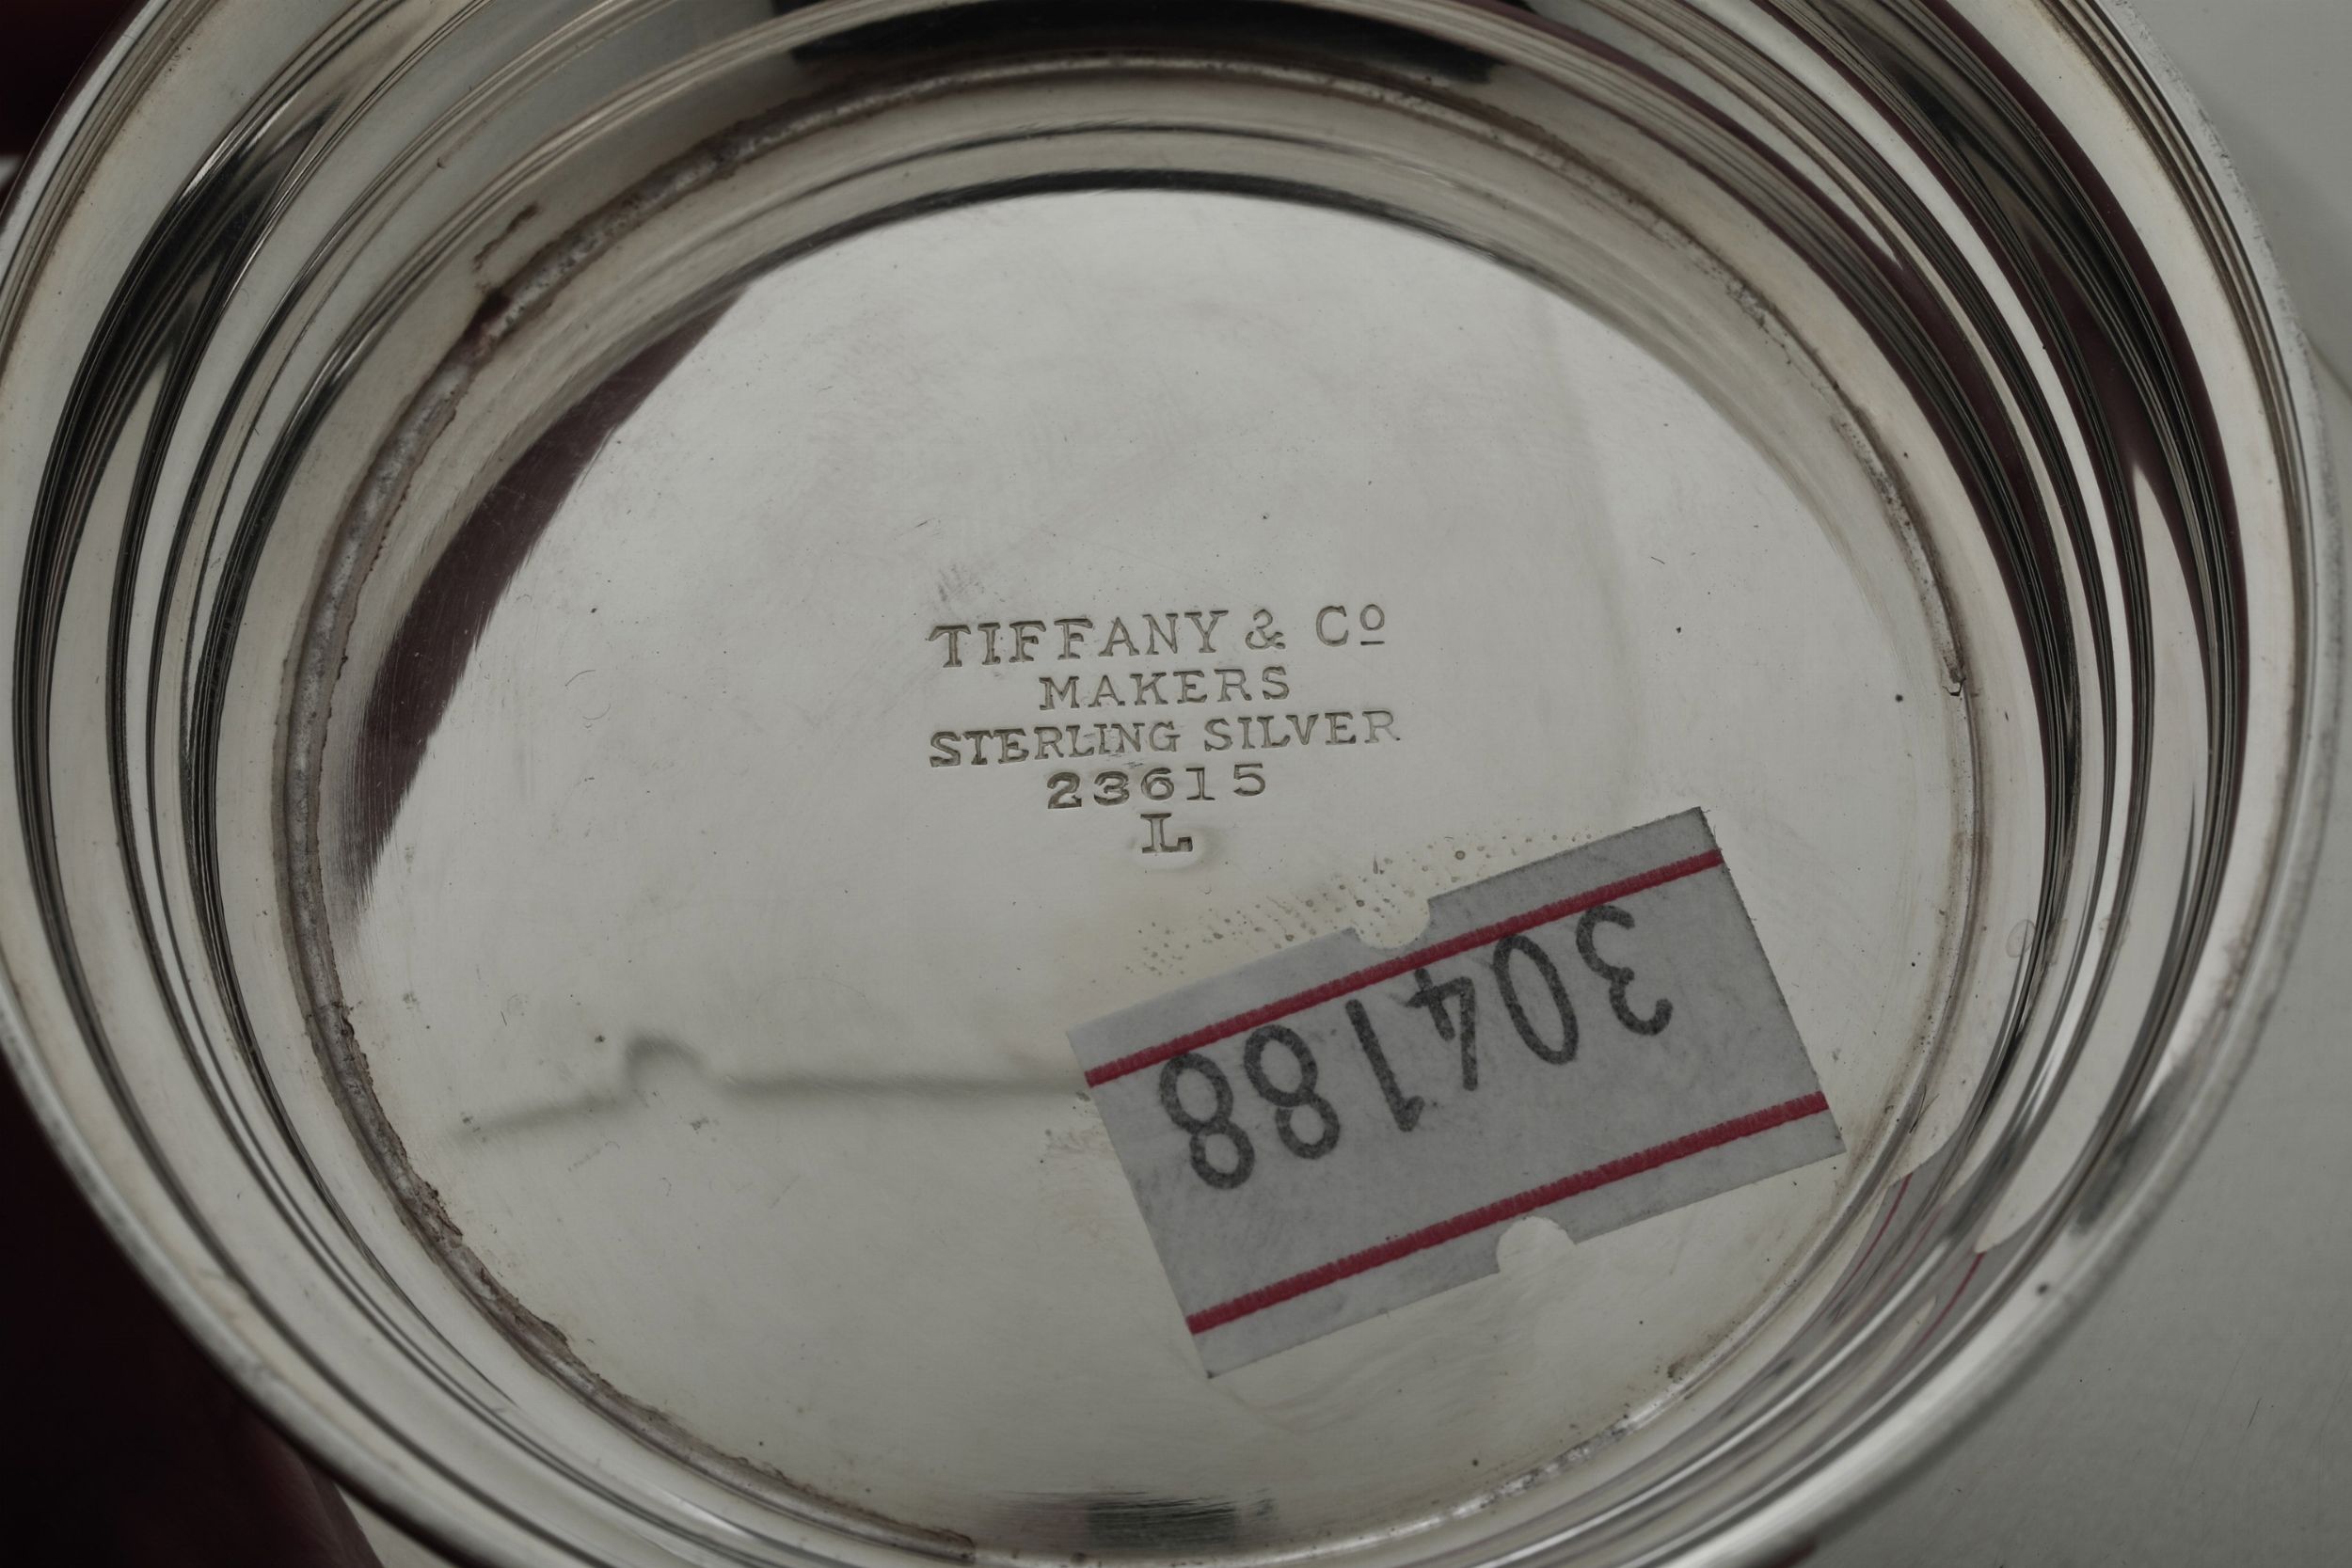 TIFFANY & Cº
MAKERS
STERLING SILVER
23615
L
304188